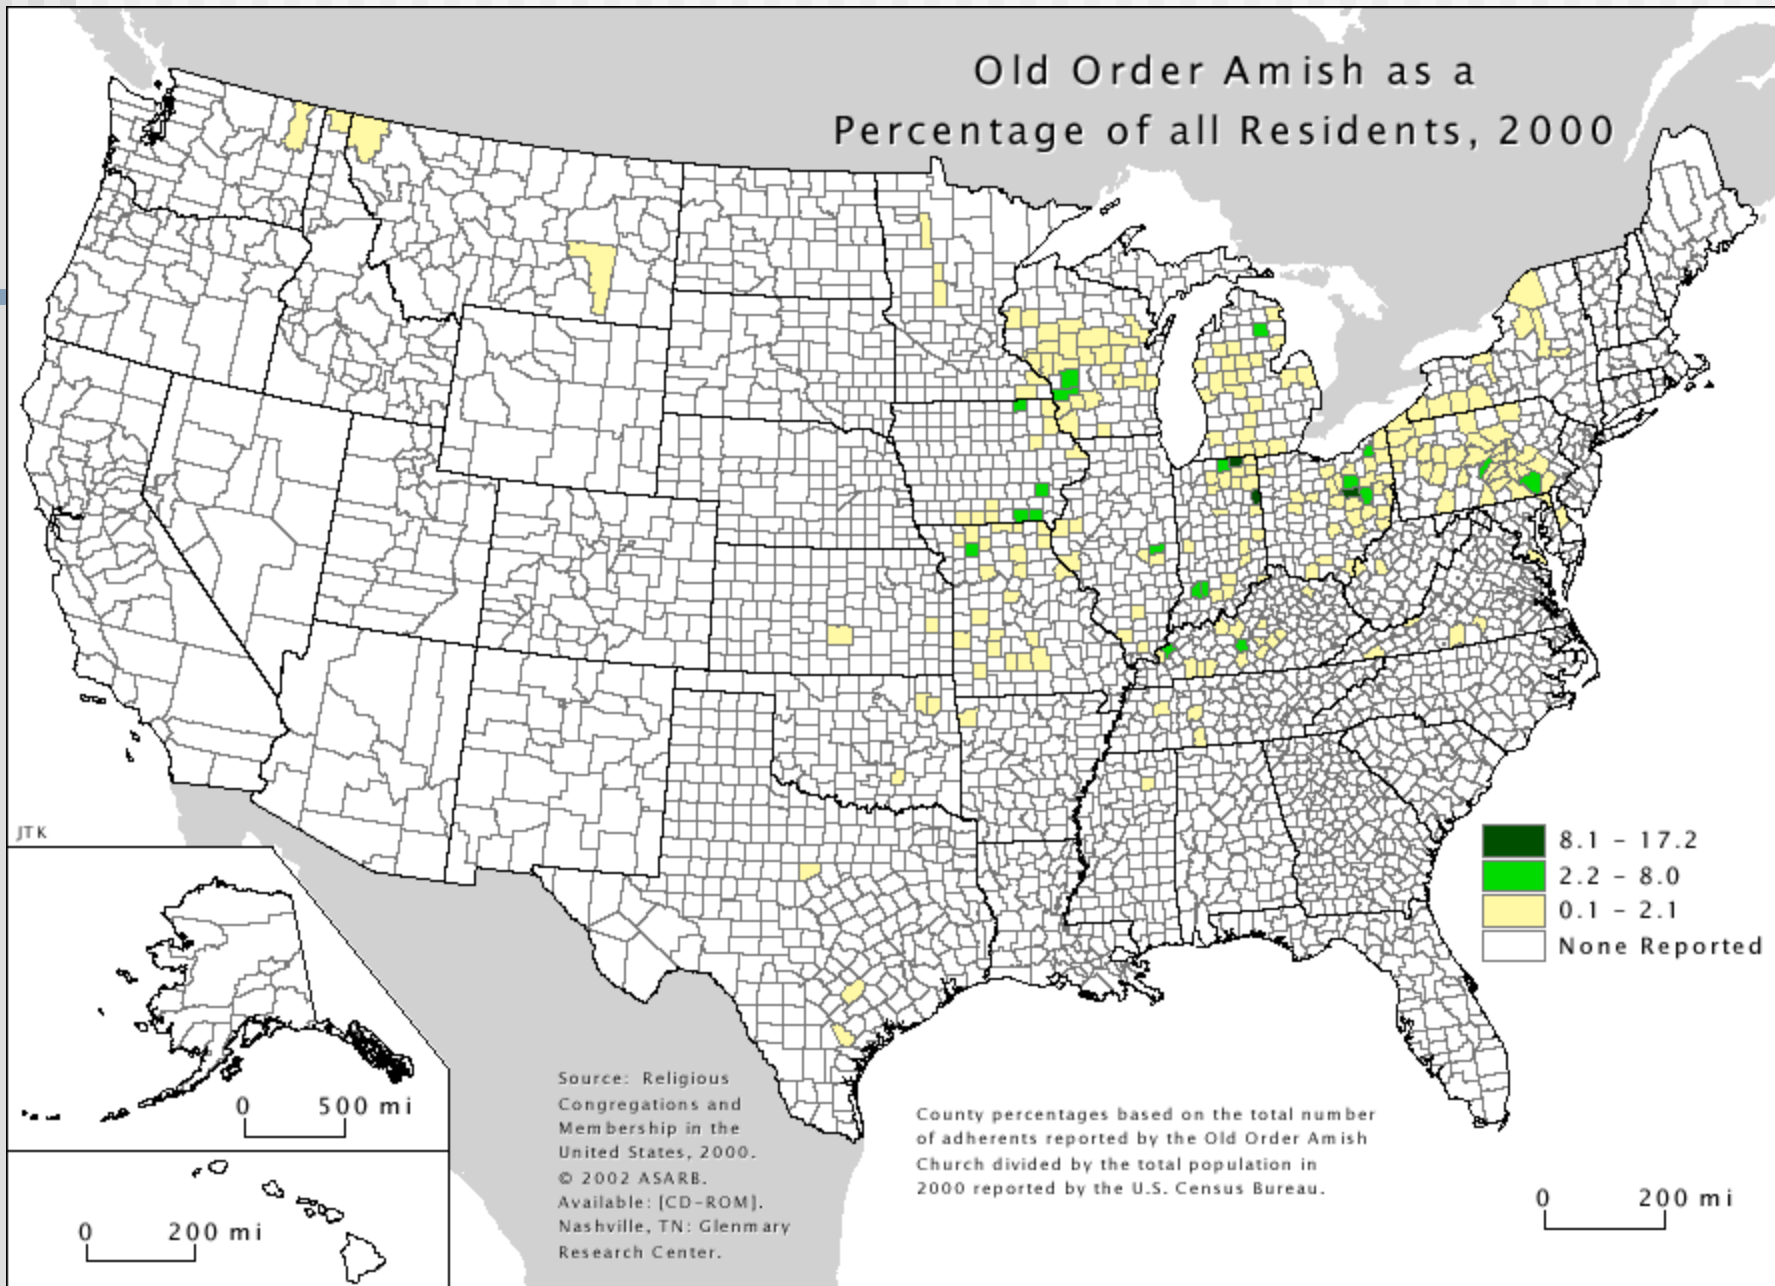 Old Order Amish as a
Percentage of all Residents, 2000
JTK
8.1 – 17.2
2.2 – 8.0
0.1 – 2.1
None Reported
0 500 mi
0 200 mi
Source: Religious
Congregations and
Membership in the
United States, 2000.
© 2002 ASARB.
Available: [CD–ROM].
Nashville, TN: Glenmary
Research Center.
County percentages based on the total number
of adherents reported by the Old Order Amish
Church divided by the total population in
2000 reported by the U.S. Census Bureau.
0 200 mi